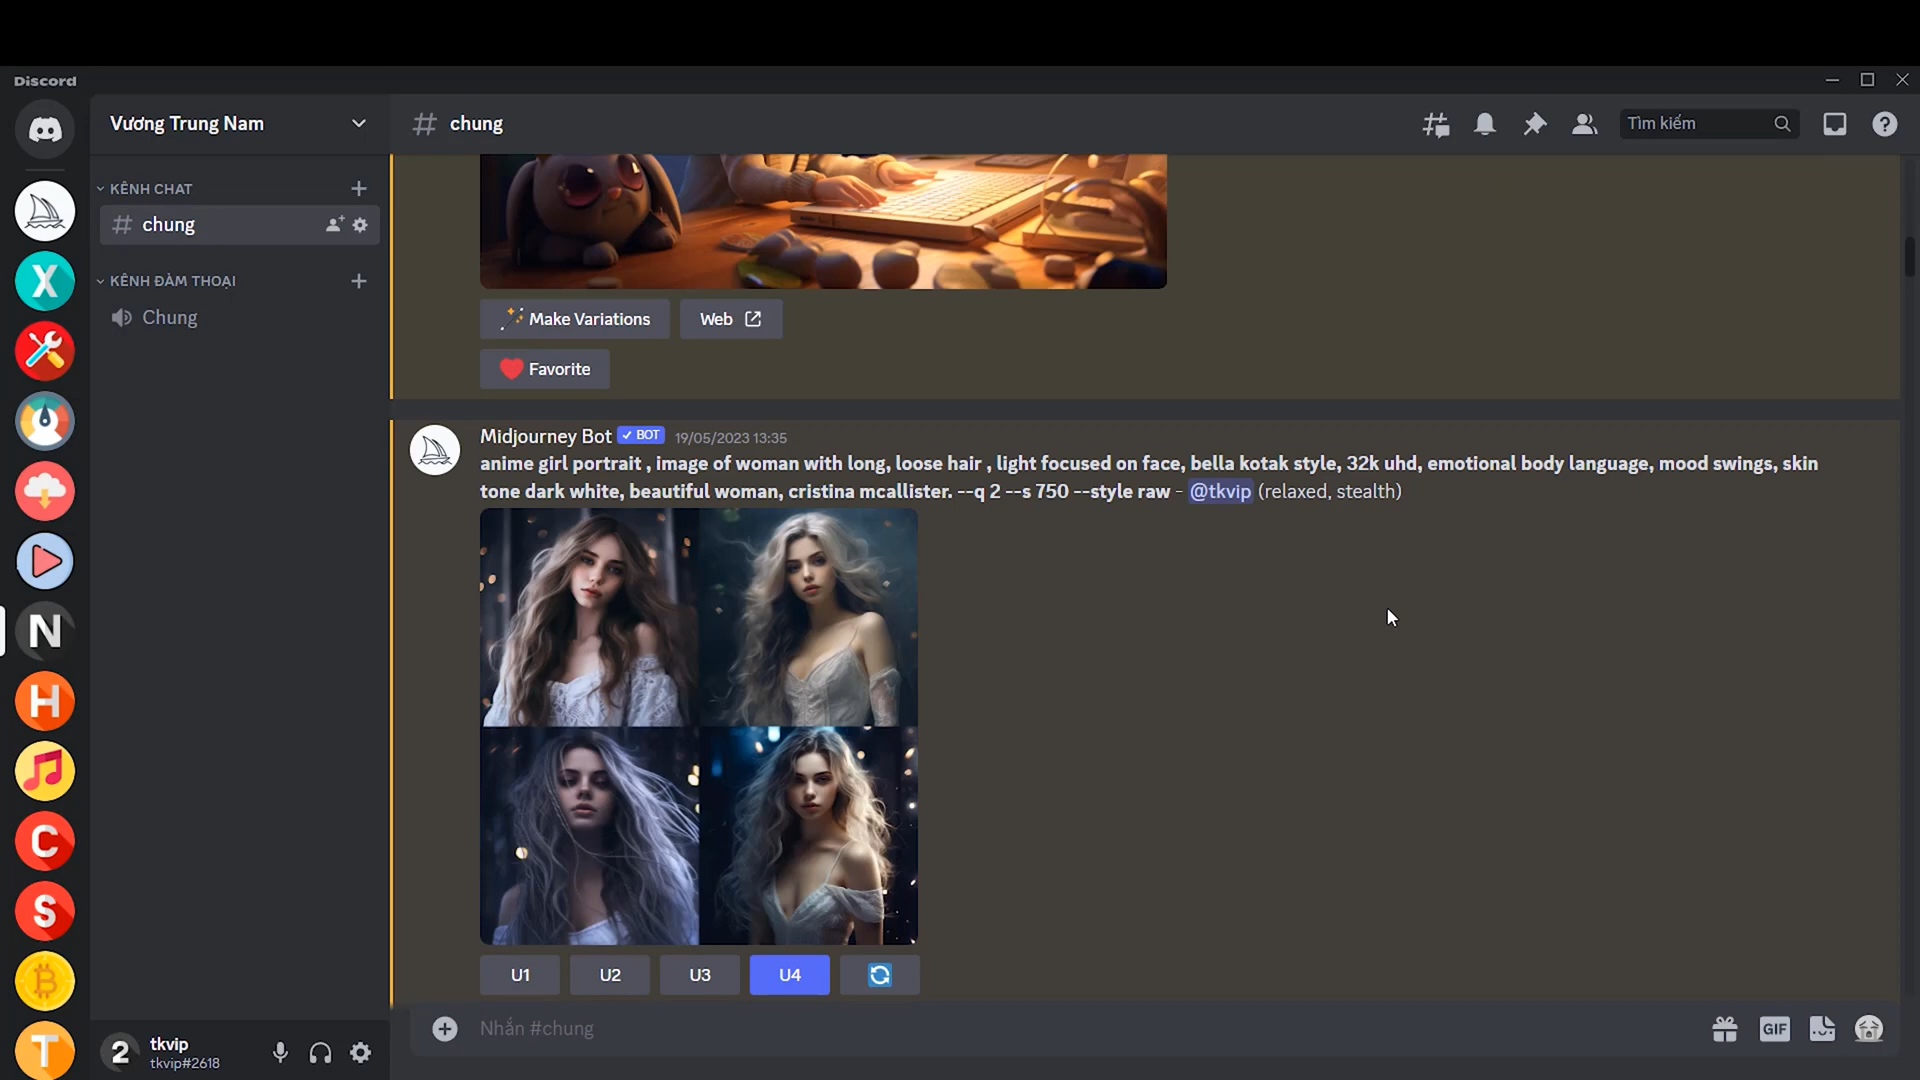 Discord
Vương Trung Nam
chung
Tìm kiếm
KÊNH CHAT
chung
KÊNH ĐÀM THOẠI
Chung
Make Variations
Web
Favorite
Midjourney Bot ✓ BOT 19/05/2023 13:35
anime girl portrait , image of woman with long, loose hair , light focused on face, bella kotak style, 32k uhd, emotional body language, mood swings, skin
tone dark white, beautiful woman, cristina mcallister. --q 2 --s 750 --style raw - @tkvip (relaxed, stealth)
U1
U2
U3
U4
Nhắn #chung
GIF
X
N
H
C
S
T
2
tkvip
tkvip#2618